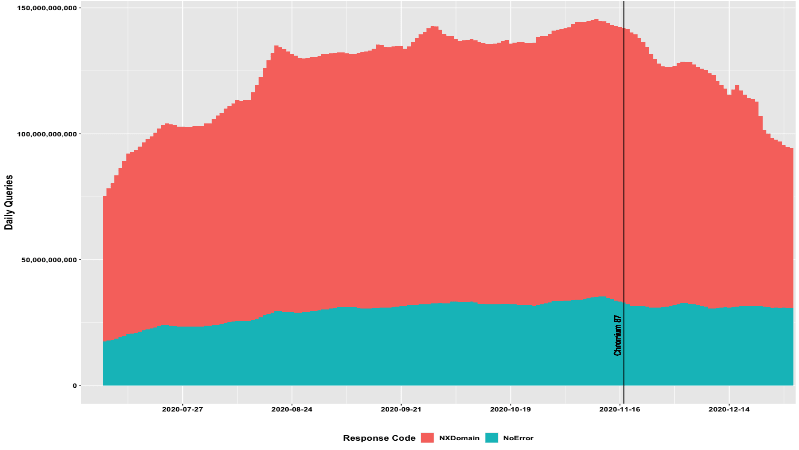 150,000,000,000
100,000,000,000
50,000,000,000
0
Daily Queries
Chromium 87
2020-07-27 2020-08-24 2020-09-21 2020-10-19 2020-11-16 2020-12-14
Response Code NXDomain NoError